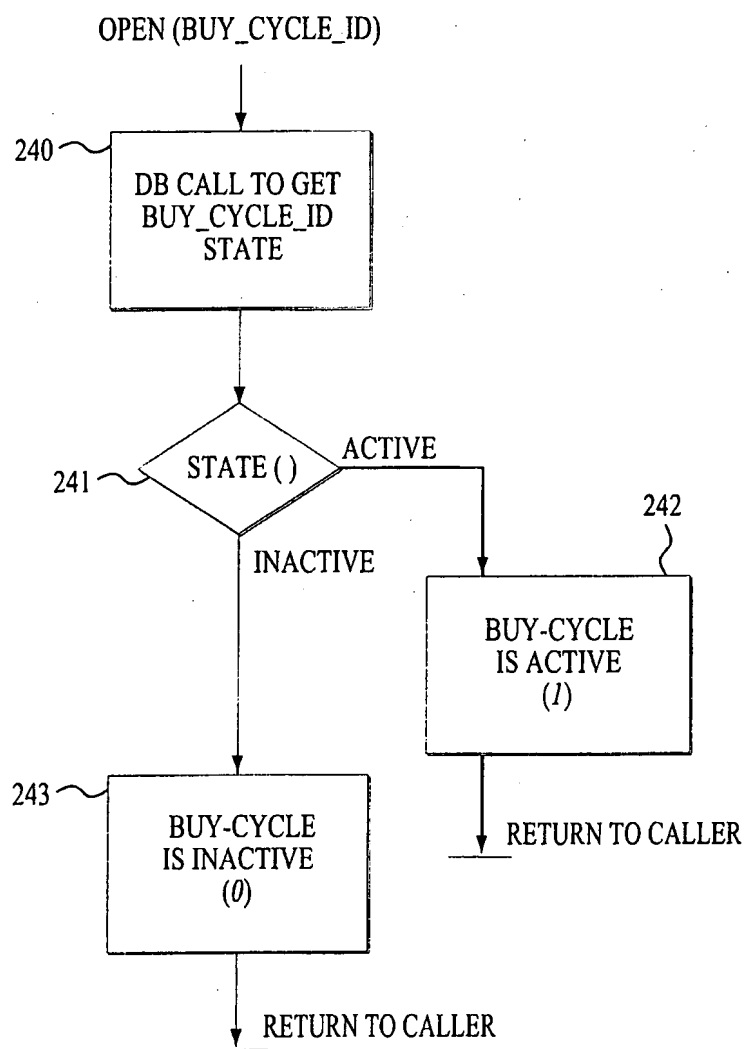 OPEN (BUY_CYCLE_ID)
240
DB CALL TO GET
BUY_CYCLE_ID
STATE
241
STATE ( )
ACTIVE
INACTIVE
242
BUY-CYCLE
IS ACTIVE
(1)
RETURN TO CALLER
243
BUY-CYCLE
IS INACTIVE
(0)
RETURN TO CALLER